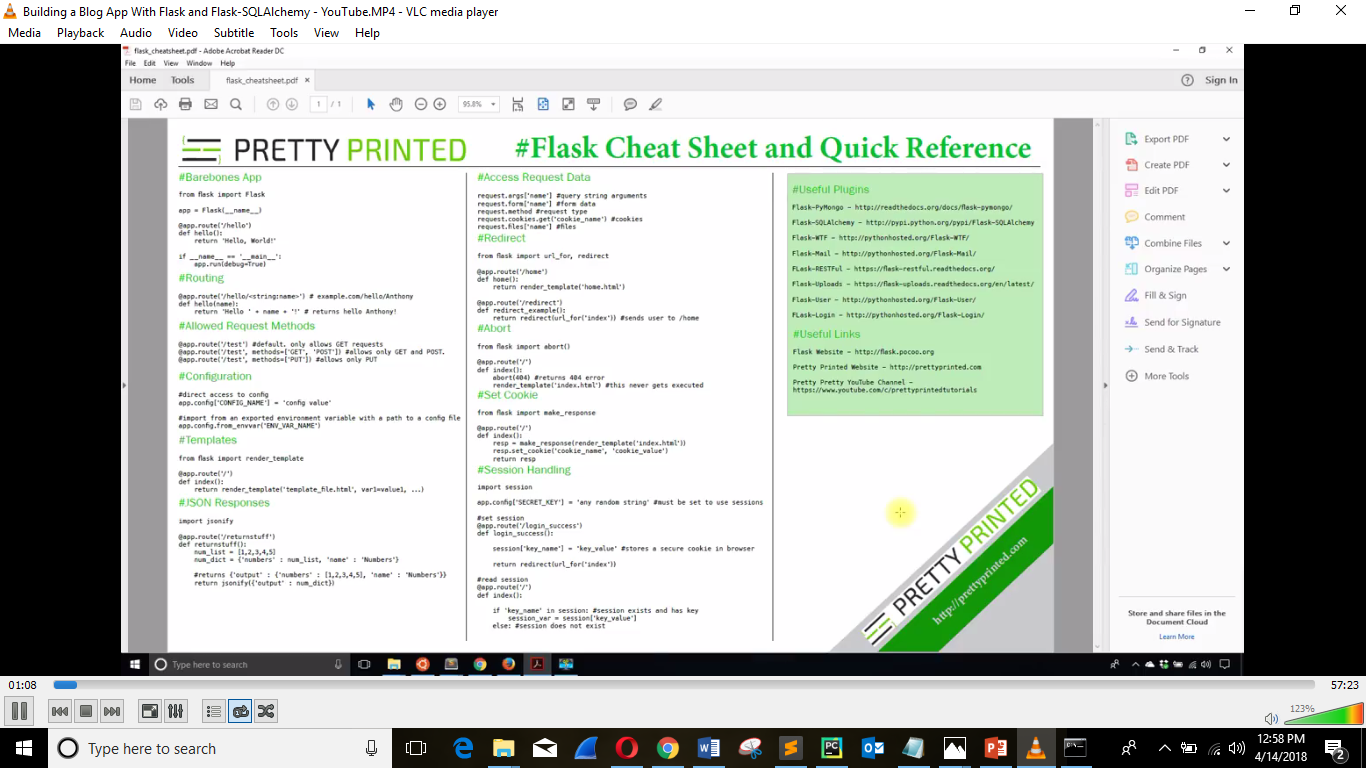 Building a Blog App With Flask and Flask-SQLAlchemy - YouTube.MP4 - VLC media player
Media Playback Audio Video Subtitle Tools View Help
flask_cheatsheet.pdf - Adobe Acrobat Reader DC
File Edit View Window Help
Home Tools flask_cheatsheet.pdf × Sign In
1 / 1 95.8%
PRETTY PRINTED
#Flask Cheat Sheet and Quick Reference
#Barebones App
from flask import Flask
app = Flask(__name__)
@app.route('/hello')
def hello():
return 'Hello, World!'
if __name__ == '__main__':
app.run(debug=True)
#Routing
@app.route('/hello/<string:name>') # example.com/hello/Anthony
def hello(name):
return 'Hello ' + name + '!' # returns hello Anthony!
#Allowed Request Methods
@app.route('/test') #default. only allows GET requests
@app.route('/test', methods=['GET', 'POST']) #allows only GET and POST.
@app.route('/test', methods=['PUT']) #allows only PUT
#Configuration
#direct access to config
app.config['CONFIG_NAME'] = 'config value'
#import from an exported environment variable with a path to a config file
app.config.from_envvar('ENV_VAR_NAME')
#Templates
from flask import render_template
@app.route('/')
def index():
return render_template('template_file.html', var1=value1, ...)
#JSON Responses
import jsonify
@app.route('/returnstuff')
def returnstuff():
num_list = [1,2,3,4,5]
num_dict = {'numbers' : num_list, 'name' : 'Numbers'}
#returns {'output' : {'numbers' : [1,2,3,4,5], 'name' : 'Numbers'}}
return jsonify({'output' : num_dict})
#Access Request Data
request.args['name'] #query string arguments
request.form['name'] #form data
request.method #request type
request.cookies.get('cookie_name') #cookies
request.files['name'] #files
#Redirect
from flask import url_for, redirect
@app.route('/home')
def home():
return render_template('home.html')
@app.route('/redirect')
def redirect_example():
return redirect(url_for('index')) #sends user to /home
#Abort
from flask import abort()
@app.route('/')
def index():
abort(404) #returns 404 error
render_template('index.html') #this never gets executed
#Set Cookie
from flask import make_response
@app.route('/')
def index():
resp = make_response(render_template('index.html'))
resp.set_cookie('cookie_name', 'cookie_value')
return resp
#Session Handling
import session
app.config['SECRET_KEY'] = 'any random string' #must be set to use sessions
#set session
@app.route('/login_success')
def login_success():
session['key_name'] = 'key_value' #stores a secure cookie in browser
return redirect(url_for('index'))
#read session
@app.route('/')
def index():
if 'key_name' in session: #session exists and has key
session_var = session['key_value']
else: #session does not exist
#Useful Plugins
Flask-PyMongo - http://readthedocs.org/docs/flask-pymongo/
Flask-SQLAlchemy - http://pypi.python.org/pypi/Flask-SQLAlchemy
Flask-WTF - http://pythonhosted.org/Flask-WTF/
Flask-Mail - http://pythonhosted.org/Flask-Mail/
FLask-RESTFul - https://flask-restful.readthedocs.org/
Flask-Uploads - https://flask-uploads.readthedocs.org/en/latest/
Flask-User - http://pythonhosted.org/Flask-User/
Flask-Login - http://pythonhosted.org/Flask-Login/
#Useful Links
Flask Website - http://flask.pocoo.org
Pretty Printed Website - http://prettyprinted.com
Pretty Pretty YouTube Channel -
https://www.youtube.com/c/prettyprintedtutorials
PRETTY PRINTED
http://prettyprinted.com
Export PDF
Create PDF
Edit PDF
Comment
Combine Files
Organize Pages
Fill & Sign
Send for Signature
Send & Track
More Tools
Store and share files in the
Document Cloud
Learn More
Type here to search
01:08 57:23
123%
Type here to search
12:58 PM
4/14/2018
2